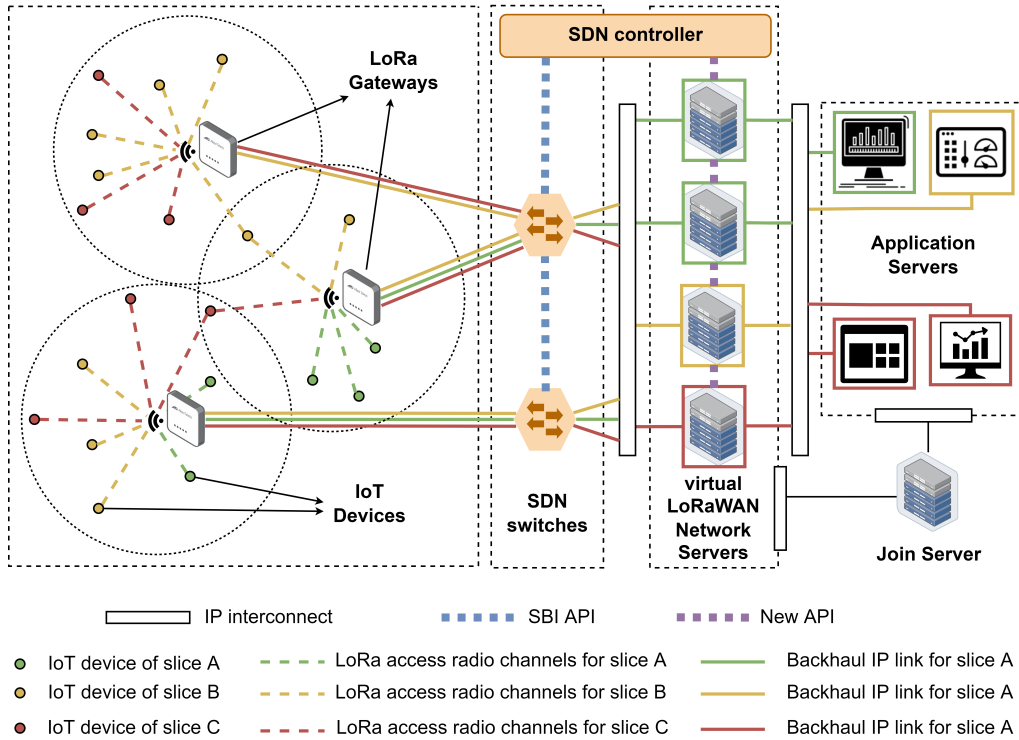 SDN controller
LoRa
Gateways
Application
Servers
IoT
Devices
SDN
switches
virtual
LoRaWAN
Network
Servers
Join Server
IP interconnect
SBI API
New API
IoT device of slice A
LoRa access radio channels for slice A
Backhaul IP link for slice A
IoT device of slice B
LoRa access radio channels for slice B
Backhaul IP link for slice A
IoT device of slice C
LoRa access radio channels for slice C
Backhaul IP link for slice A